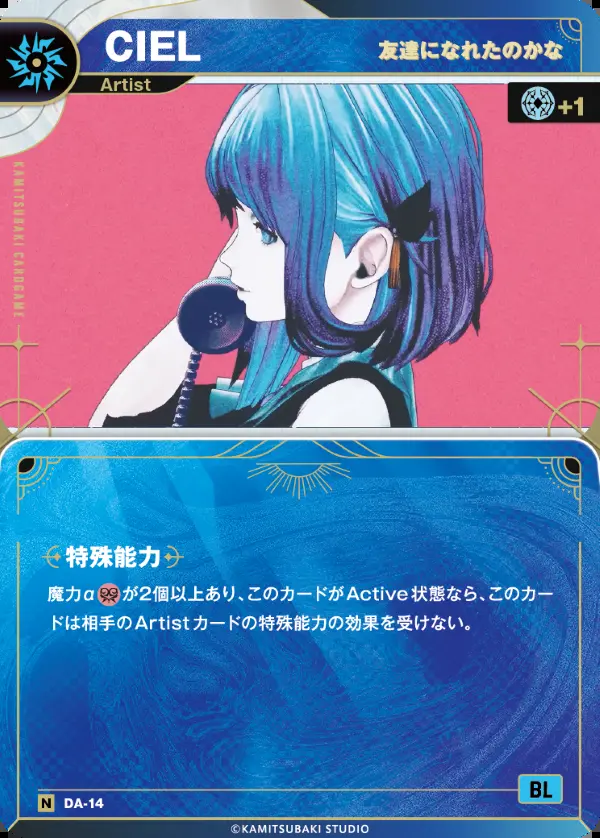 CIEL
友達になれたのかな
Artist
+1
KAMITSUBAKI CARDGAME
特殊能力
魔力αが2個以上あり、このカードがActive状態なら、このカー
ドは相手のArtistカードの特殊能力の効果を受けない。
BL
N DA-14
©KAMITSUBAKI STUDIO